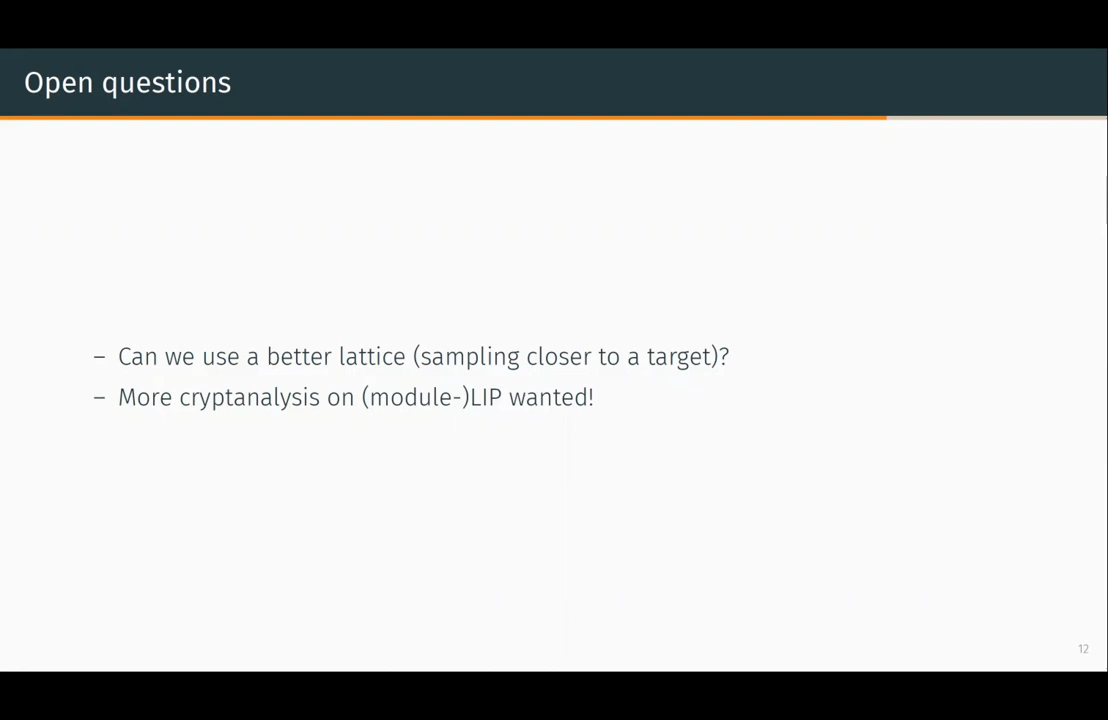 Open questions
– Can we use a better lattice (sampling closer to a target)?
– More cryptanalysis on (module-)LIP wanted!
12